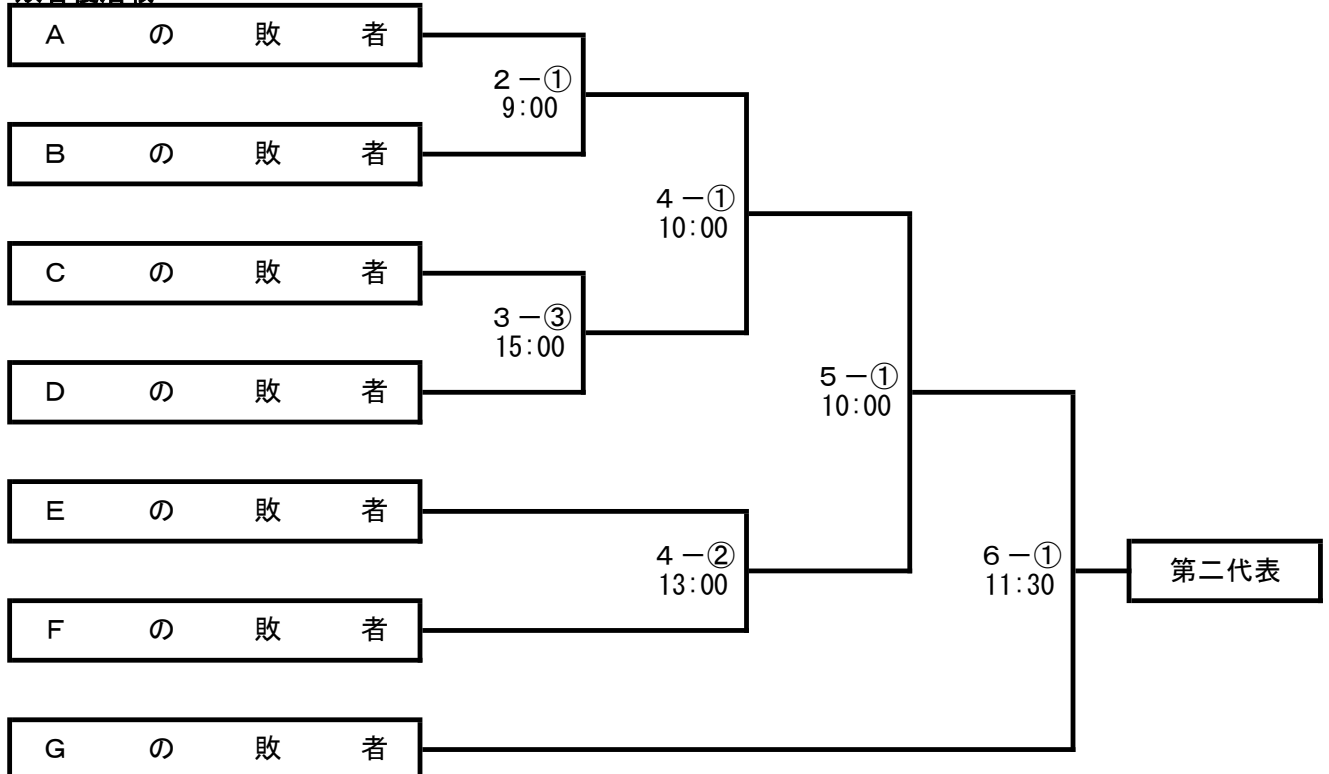 Ａ の 敗 者
２－①
9:00
Ｂ の 敗 者
４－①
10:00
Ｃ の 敗 者
３－③
15:00
Ｄ の 敗 者
５－①
10:00
Ｅ の 敗 者
４－②
13:00
６－①
11:30
第二代表
Ｆ の 敗 者
Ｇ の 敗 者